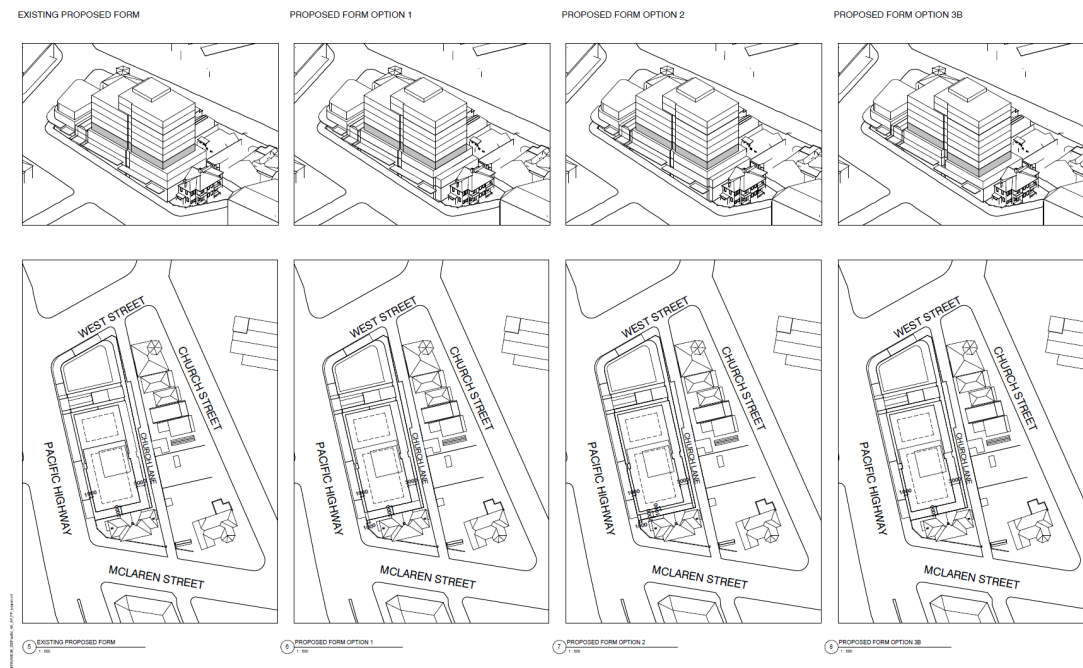 EXISTING PROPOSED FORM
PROPOSED FORM OPTION 1
PROPOSED FORM OPTION 2
PROPOSED FORM OPTION 3B
WEST STREET
CHURCH STREET
CHURCH LANE
PACIFIC HIGHWAY
MCLAREN STREET
WEST STREET
CHURCH STREET
CHURCH LANE
PACIFIC HIGHWAY
MCLAREN STREET
WEST STREET
CHURCH STREET
CHURCH LANE
PACIFIC HIGHWAY
MCLAREN STREET
WEST STREET
CHURCH STREET
CHURCH LANE
PACIFIC HIGHWAY
MCLAREN STREET
5 EXISTING PROPOSED FORM
1 : 500
6 PROPOSED FORM OPTION 1
1 : 500
7 PROPOSED FORM OPTION 2
1 : 500
8 PROPOSED FORM OPTION 3B
1 : 500